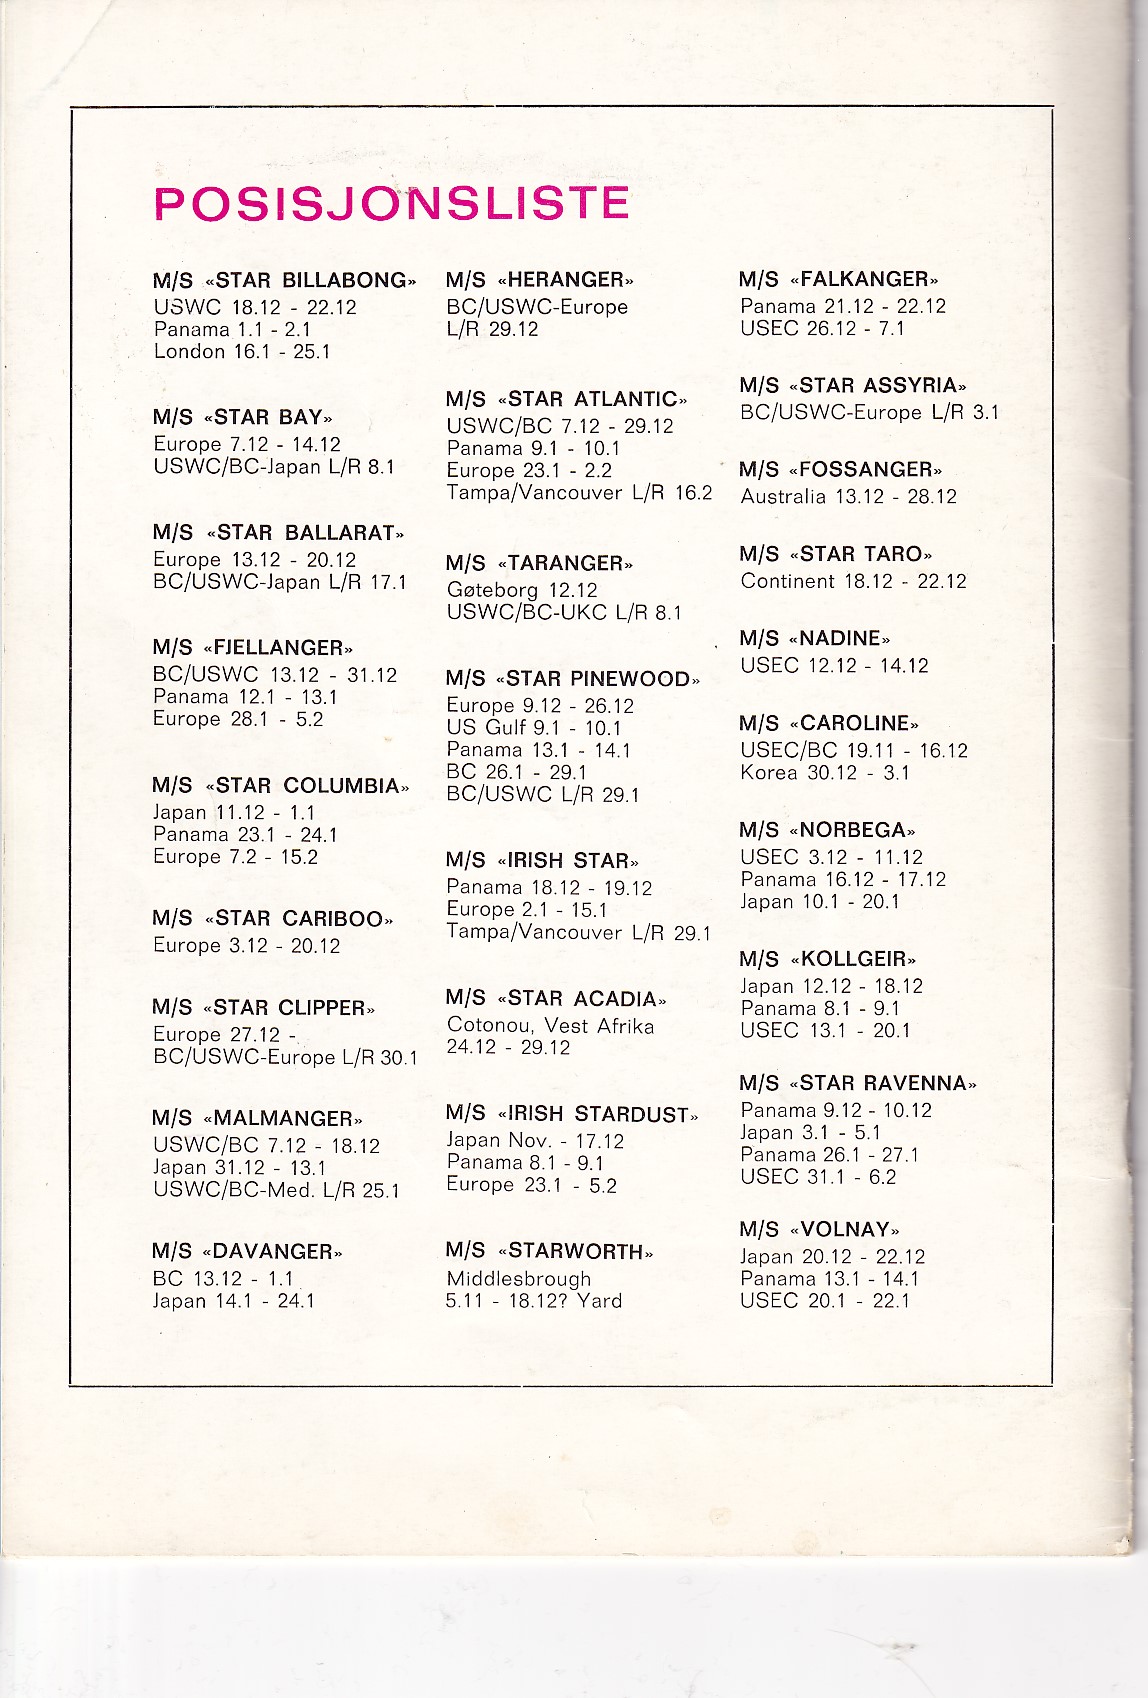 POSISJONSLISTE
M/S «STAR BILLABONG»
USWC 18.12 - 22.12
Panama 1.1 - 2.1
London 16.1 - 25.1
M/S «STAR BAY»
Europe 7.12 - 14.12
USWC/BC-Japan L/R 8.1
M/S «STAR BALLARAT»
Europe 13.12 - 20.12
BC/USWC-Japan L/R 17.1
M/S «FJELLANGER»
BC/USWC 13.12 - 31.12
Panama 12.1 - 13.1
Europe 28.1 - 5.2
M/S «STAR COLUMBIA»
Japan 11.12 - 1.1
Panama 23.1 - 24.1
Europe 7.2 - 15.2
M/S «STAR CARIBOO»
Europe 3.12 - 20.12
M/S «STAR CLIPPER»
Europe 27.12 -
BC/USWC-Europe L/R 30.1
M/S «MALMANGER»
USWC/BC 7.12 - 18.12
Japan 31.12 - 13.1
USWC/BC-Med. L/R 25.1
M/S «DAVANGER»
BC 13.12 - 1.1
Japan 14.1 - 24.1
M/S «HERANGER»
BC/USWC-Europe
L/R 29.12
M/S «STAR ATLANTIC»
USWC/BC 7.12 - 29.12
Panama 9.1 - 10.1
Europe 23.1 - 2.2
Tampa/Vancouver L/R 16.2
M/S «TARANGER»
Gøteborg 12.12
USWC/BC-UKC L/R 8.1
M/S «STAR PINEWOOD»
Europe 9.12 - 26.12
US Gulf 9.1 - 10.1
Panama 13.1 - 14.1
BC 26.1 - 29.1
BC/USWC L/R 29.1
M/S «IRISH STAR»
Panama 18.12 - 19.12
Europe 2.1 - 15.1
Tampa/Vancouver L/R 29.1
M/S «STAR ACADIA»
Cotonou, Vest Afrika
24.12 - 29.12
M/S «IRISH STARDUST»
Japan Nov. - 17.12
Panama 8.1 - 9.1
Europe 23.1 - 5.2
M/S «STARWORTH»
Middlesbrough
5.11 - 18.12? Yard
M/S «FALKANGER»
Panama 21.12 - 22.12
USEC 26.12 - 7.1
M/S «STAR ASSYRIA»
BC/USWC-Europe L/R 3.1
M/S «FOSSANGER»
Australia 13.12 - 28.12
M/S «STAR TARO»
Continent 18.12 - 22.12
M/S «NADINE»
USEC 12.12 - 14.12
M/S «CAROLINE»
USEC/BC 19.11 - 16.12
Korea 30.12 - 3.1
M/S «NORBEGA»
USEC 3.12 - 11.12
Panama 16.12 - 17.12
Japan 10.1 - 20.1
M/S «KOLLGEIR»
Japan 12.12 - 18.12
Panama 8.1 - 9.1
USEC 13.1 - 20.1
M/S «STAR RAVENNA»
Panama 9.12 - 10.12
Japan 3.1 - 5.1
Panama 26.1 - 27.1
USEC 31.1 - 6.2
M/S «VOLNAY»
Japan 20.12 - 22.12
Panama 13.1 - 14.1
USEC 20.1 - 22.1